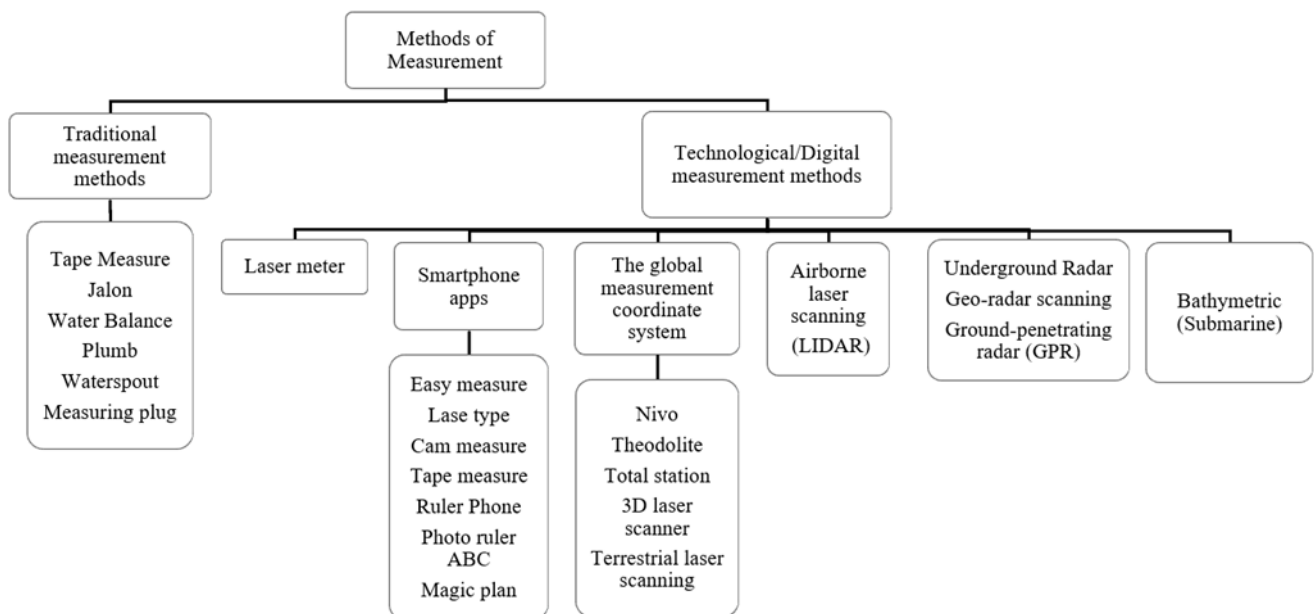 Methods of
Measurement
Traditional
measurement
methods
Technological/Digital
measurement methods
Tape Measure
Jalon
Water Balance
Plumb
Waterspout
Measuring plug
Laser meter
Smartphone
apps
The global
measurement
coordinate
system
Airborne
laser
scanning
(LIDAR)
Underground Radar
Geo-radar scanning
Ground-penetrating
radar (GPR)
Bathymetric
(Submarine)
Easy measure
Lase type
Cam measure
Tape measure
Ruler Phone
Photo ruler
ABC
Magic plan
Nivo
Theodolite
Total station
3D laser
scanner
Terrestrial laser
scanning